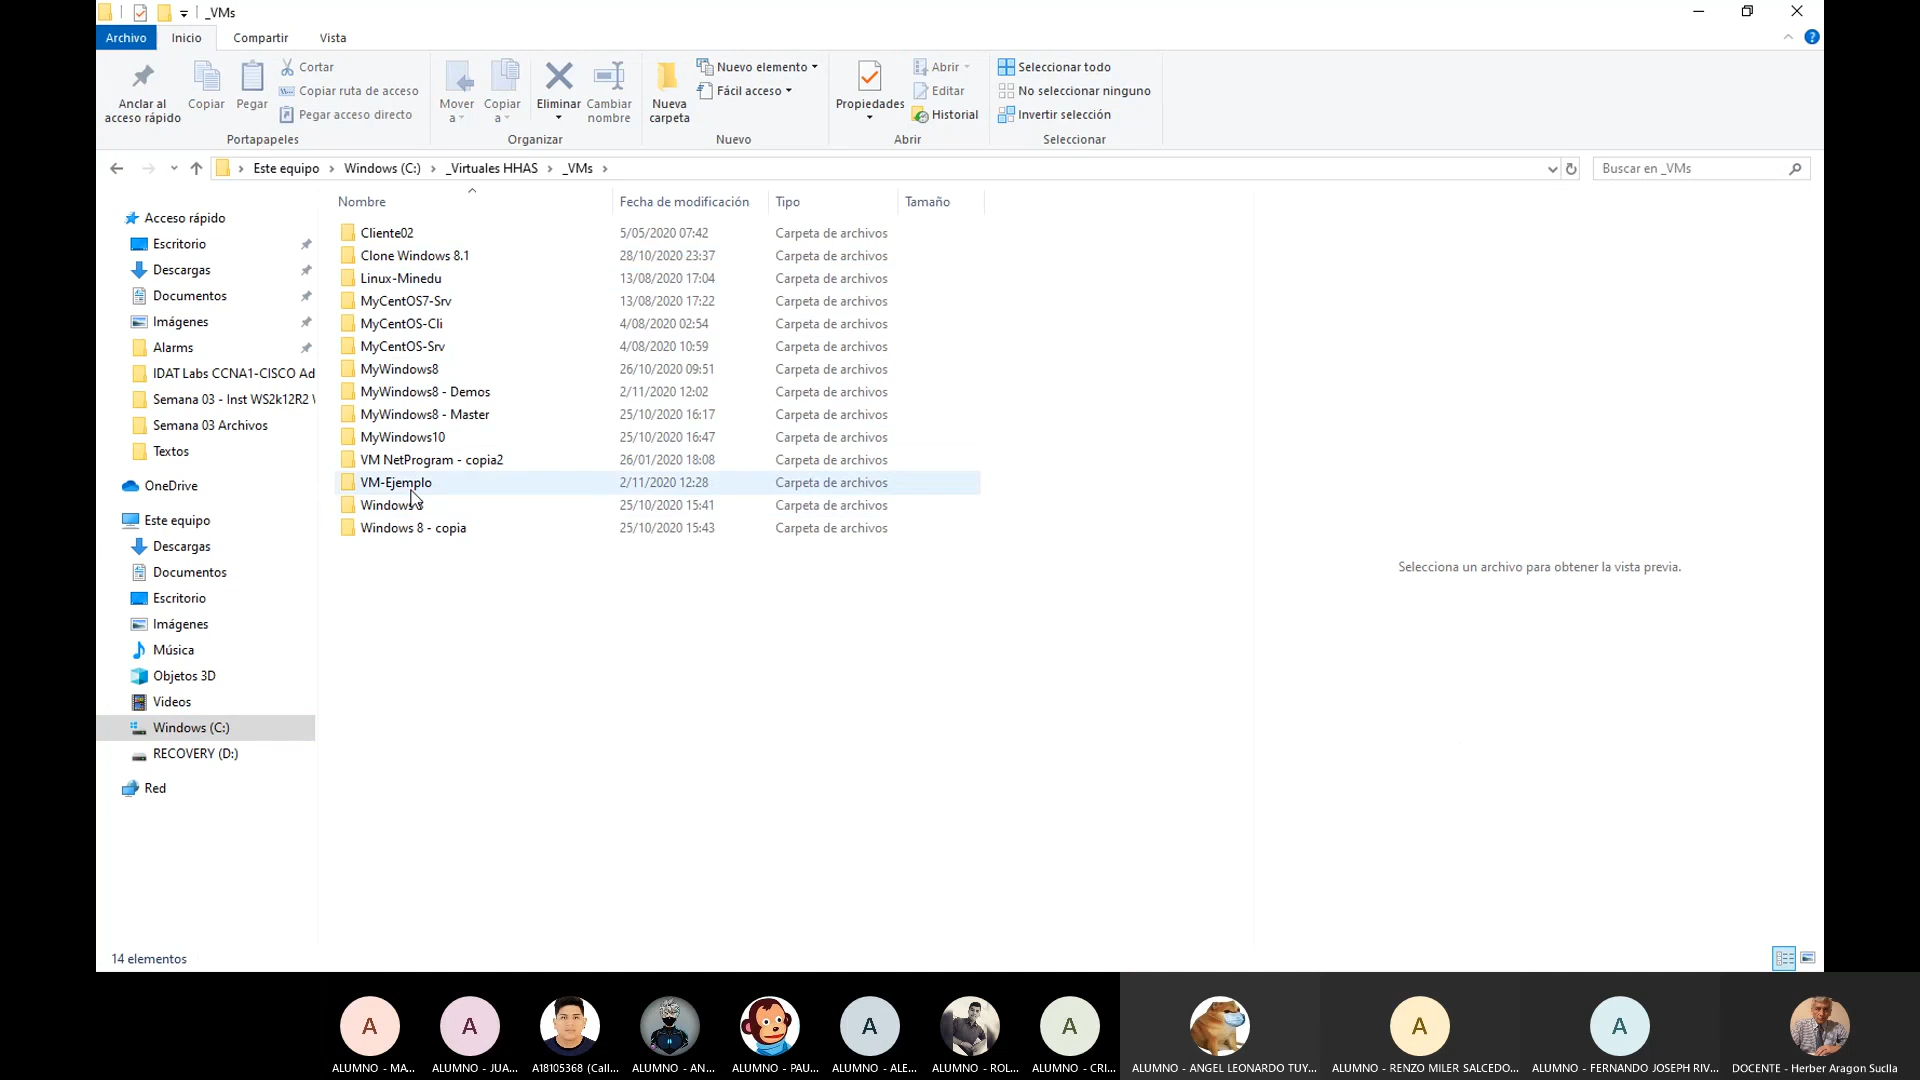 _VMs
Archivo
Inicio
Compartir
Vista
Anclar al
acceso rápido
Copiar
Pegar
Cortar
Copiar ruta de acceso
Pegar acceso directo
Portapapeles
Mover
a
Copiar
a
Eliminar
Cambiar
nombre
Organizar
Nueva
carpeta
Nuevo elemento
Fácil acceso
Nuevo
Propiedades
Abrir
Editar
Historial
Abrir
Seleccionar todo
No seleccionar ninguno
Invertir selección
Seleccionar
Este equipo › Windows (C:) › _Virtuales HHAS › _VMs ›
Buscar en _VMs
Acceso rápido
Escritorio
Descargas
Documentos
Imágenes
Alarms
IDAT Labs CCNA1-CISCO Ad
Semana 03 - Inst WS2k12R2
Semana 03 Archivos
Textos
OneDrive
Este equipo
Descargas
Documentos
Escritorio
Imágenes
Música
Objetos 3D
Videos
Windows (C:)
RECOVERY (D:)
Red
Nombre Fecha de modificación Tipo Tamaño
Cliente02 5/05/2020 07:42 Carpeta de archivos
Clone Windows 8.1 28/10/2020 23:37 Carpeta de archivos
Linux-Minedu 13/08/2020 17:04 Carpeta de archivos
MyCentOS7-Srv 13/08/2020 17:22 Carpeta de archivos
MyCentOS-Cli 4/08/2020 02:54 Carpeta de archivos
MyCentOS-Srv 4/08/2020 10:59 Carpeta de archivos
MyWindows8 26/10/2020 09:51 Carpeta de archivos
MyWindows8 - Demos 2/11/2020 12:02 Carpeta de archivos
MyWindows8 - Master 25/10/2020 16:17 Carpeta de archivos
MyWindows10 25/10/2020 16:47 Carpeta de archivos
VM NetProgram - copia2 26/01/2020 18:08 Carpeta de archivos
VM-Ejemplo 2/11/2020 12:28 Carpeta de archivos
Windows 8 25/10/2020 15:41 Carpeta de archivos
Windows 8 - copia 25/10/2020 15:43 Carpeta de archivos
Selecciona un archivo para obtener la vista previa.
14 elementos
A
A
A
A
A
A
ALUMNO - MA...
ALUMNO - JUA...
A18105368 (Call...
ALUMNO - AN...
ALUMNO - PAU...
ALUMNO - ALE...
ALUMNO - ROL...
ALUMNO - CRI...
ALUMNO - ANGEL LEONARDO TUY...
ALUMNO - RENZO MILER SALCEDO...
ALUMNO - FERNANDO JOSEPH RIV...
DOCENTE - Herber Aragon Suclla